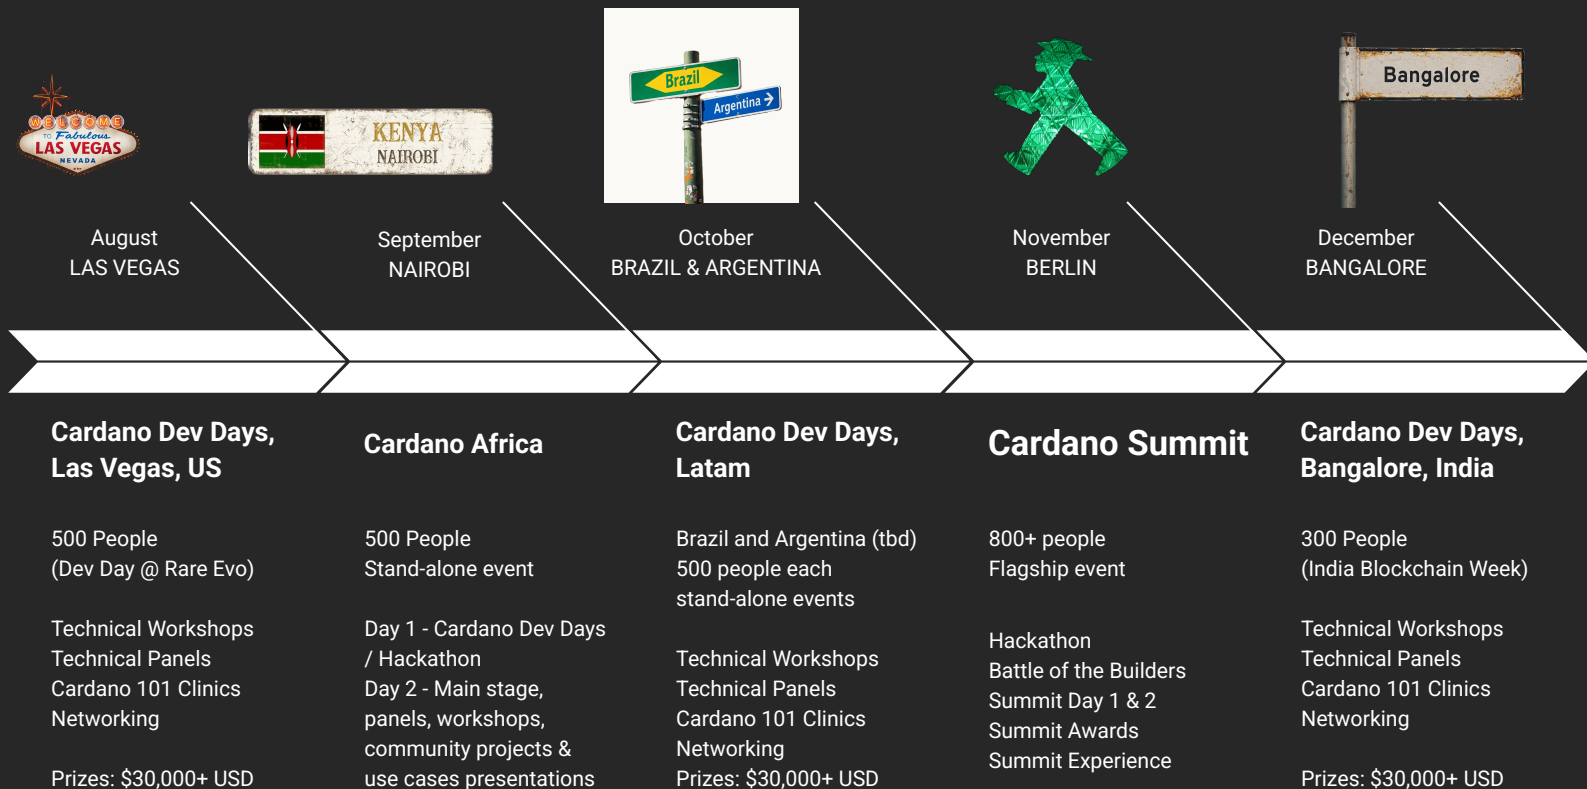 WELCOME
TO Fabulous
LAS VEGAS
NEVADA
KENYA
NAIROBI
Brazil
Argentina →
Bangalore
August
LAS VEGAS
September
NAIROBI
October
BRAZIL & ARGENTINA
November
BERLIN
December
BANGALORE
Cardano Dev Days,
Las Vegas, US
500 People
(Dev Day @ Rare Evo)
Technical Workshops
Technical Panels
Cardano 101 Clinics
Networking
Prizes: $30,000+ USD
Cardano Africa
500 People
Stand-alone event
Day 1 - Cardano Dev Days
/ Hackathon
Day 2 - Main stage,
panels, workshops,
community projects &
use cases presentations
Cardano Dev Days,
Latam
Brazil and Argentina (tbd)
500 people each
stand-alone events
Technical Workshops
Technical Panels
Cardano 101 Clinics
Networking
Prizes: $30,000+ USD
Cardano Summit
800+ people
Flagship event
Hackathon
Battle of the Builders
Summit Day 1 & 2
Summit Awards
Summit Experience
Cardano Dev Days,
Bangalore, India
300 People
(India Blockchain Week)
Technical Workshops
Technical Panels
Cardano 101 Clinics
Networking
Prizes: $30,000+ USD